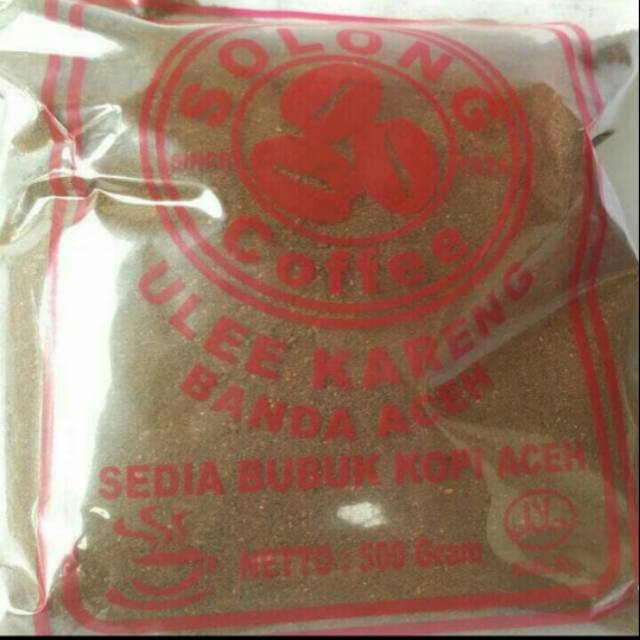 SOLONG
SINCE 1974
Coffee
ULEE KARENG
BANDA ACEH
SEDIA BUBUK KOPI ACEH
NETTO : 500 Gram